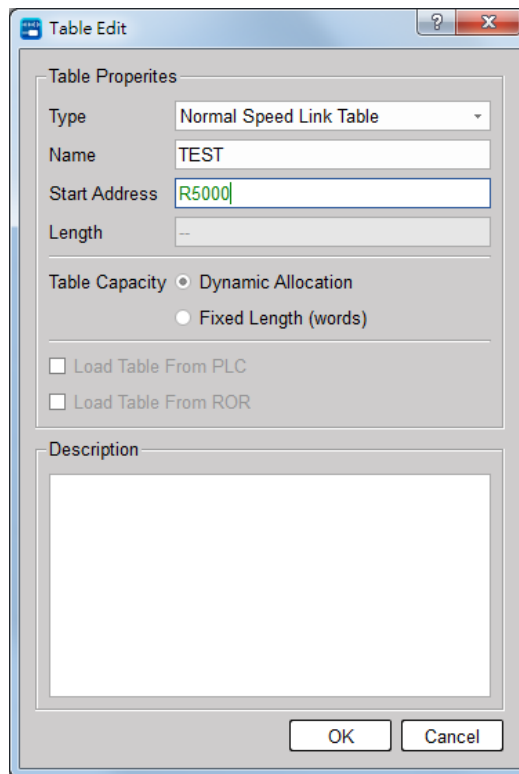 Table Edit
Table Properites
Type Normal Speed Link Table
Name TEST
Start Address R5000
Length --
Table Capacity Dynamic Allocation
Fixed Length (words)
Load Table From PLC
Load Table From ROR
Description
OK Cancel